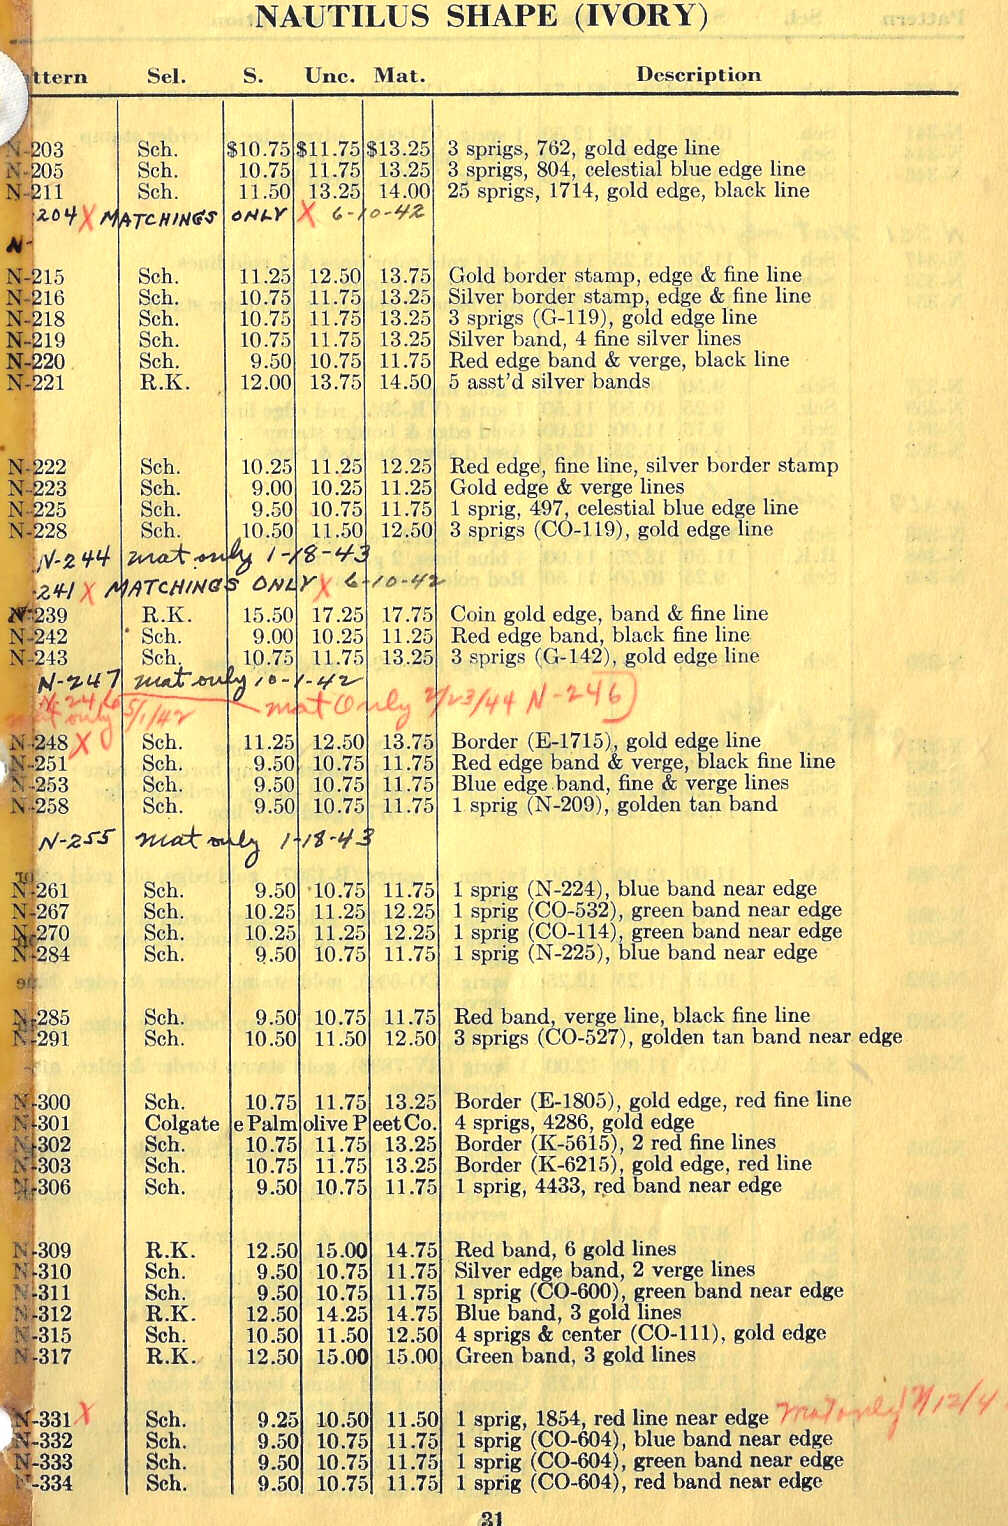 NAUTILUS SHAPE (IVORY)
ttern Sel. S. Unc. Mat. Description
N-203 Sch. $10.75 $11.75 $13.25 3 sprigs, 762, gold edge line
N-205 Sch. 10.75 11.75 13.25 3 sprigs, 804, celestial blue edge line
N-211 Sch. 11.50 13.25 14.00 25 sprigs, 1714, gold edge, black line
-204 X MATCHINGS ONLY X 6-10-42
N-
N-215 Sch. 11.25 12.50 13.75 Gold border stamp, edge & fine line
N-216 Sch. 10.75 11.75 13.25 Silver border stamp, edge & fine line
N-218 Sch. 10.75 11.75 13.25 3 sprigs (G-119), gold edge line
N-219 Sch. 10.75 11.75 13.25 Silver band, 4 fine silver lines
N-220 Sch. 9.50 10.75 11.75 Red edge band & verge, black line
N-221 R.K. 12.00 13.75 14.50 5 asst'd silver bands
N-222 Sch. 10.25 11.25 12.25 Red edge, fine line, silver border stamp
N-223 Sch. 9.00 10.25 11.25 Gold edge & verge lines
N-225 Sch. 9.50 10.75 11.75 1 sprig, 497, celestial blue edge line
N-228 Sch. 10.50 11.50 12.50 3 sprigs (CO-119), gold edge line
N-244 mat only 1-18-43
-241 X MATCHINGS ONLY X 6-10-42
N-239 R.K. 15.50 17.25 17.75 Coin gold edge, band & fine line
N-242 Sch. 9.00 10.25 11.25 Red edge band, black fine line
N-243 Sch. 10.75 11.75 13.25 3 sprigs (G-142), gold edge line
N-247 mat only 10-1-42
N-246 mat Only 2/23/44 N-246
mat only 5/1/42
N-248 X Sch. 11.25 12.50 13.75 Border (E-1715), gold edge line
N-251 Sch. 9.50 10.75 11.75 Red edge band & verge, black fine line
N-253 Sch. 9.50 10.75 11.75 Blue edge band, fine & verge lines
N-258 Sch. 9.50 10.75 11.75 1 sprig (N-209), golden tan band
N-255 mat only 1-18-43
N-261 Sch. 9.50 10.75 11.75 1 sprig (N-224), blue band near edge
N-267 Sch. 10.25 11.25 12.25 1 sprig (CO-532), green band near edge
N-270 Sch. 10.25 11.25 12.25 1 sprig (CO-114), green band near edge
N-284 Sch. 9.50 10.75 11.75 1 sprig (N-225), blue band near edge
N-285 Sch. 9.50 10.75 11.75 Red band, verge line, black fine line
N-291 Sch. 10.50 11.50 12.50 3 sprigs (CO-527), golden tan band near edge
N-300 Sch. 10.75 11.75 13.25 Border (E-1805), gold edge, red fine line
N-301 Colgate e Palm olive P eet Co. 4 sprigs, 4286, gold edge
N-302 Sch. 10.75 11.75 13.25 Border (K-5615), 2 red fine lines
N-303 Sch. 10.75 11.75 13.25 Border (K-6215), gold edge, red line
N-306 Sch. 9.50 10.75 11.75 1 sprig, 4433, red band near edge
N-309 R.K. 12.50 15.00 14.75 Red band, 6 gold lines
N-310 Sch. 9.50 10.75 11.75 Silver edge band, 2 verge lines
N-311 Sch. 9.50 10.75 11.75 1 sprig (CO-600), green band near edge
N-312 R.K. 12.50 14.25 14.75 Blue band, 3 gold lines
N-315 Sch. 10.50 11.50 12.50 4 sprigs & center (CO-111), gold edge
N-317 R.K. 12.50 15.00 15.00 Green band, 3 gold lines
N-331 X Sch. 9.25 10.50 11.50 1 sprig, 1854, red line near edge mat only
N-332 Sch. 9.50 10.75 11.75 1 sprig (CO-604), blue band near edge
N-333 Sch. 9.50 10.75 11.75 1 sprig (CO-604), green band near edge
N-334 Sch. 9.50 10.75 11.75 1 sprig (CO-604), red band near edge
31